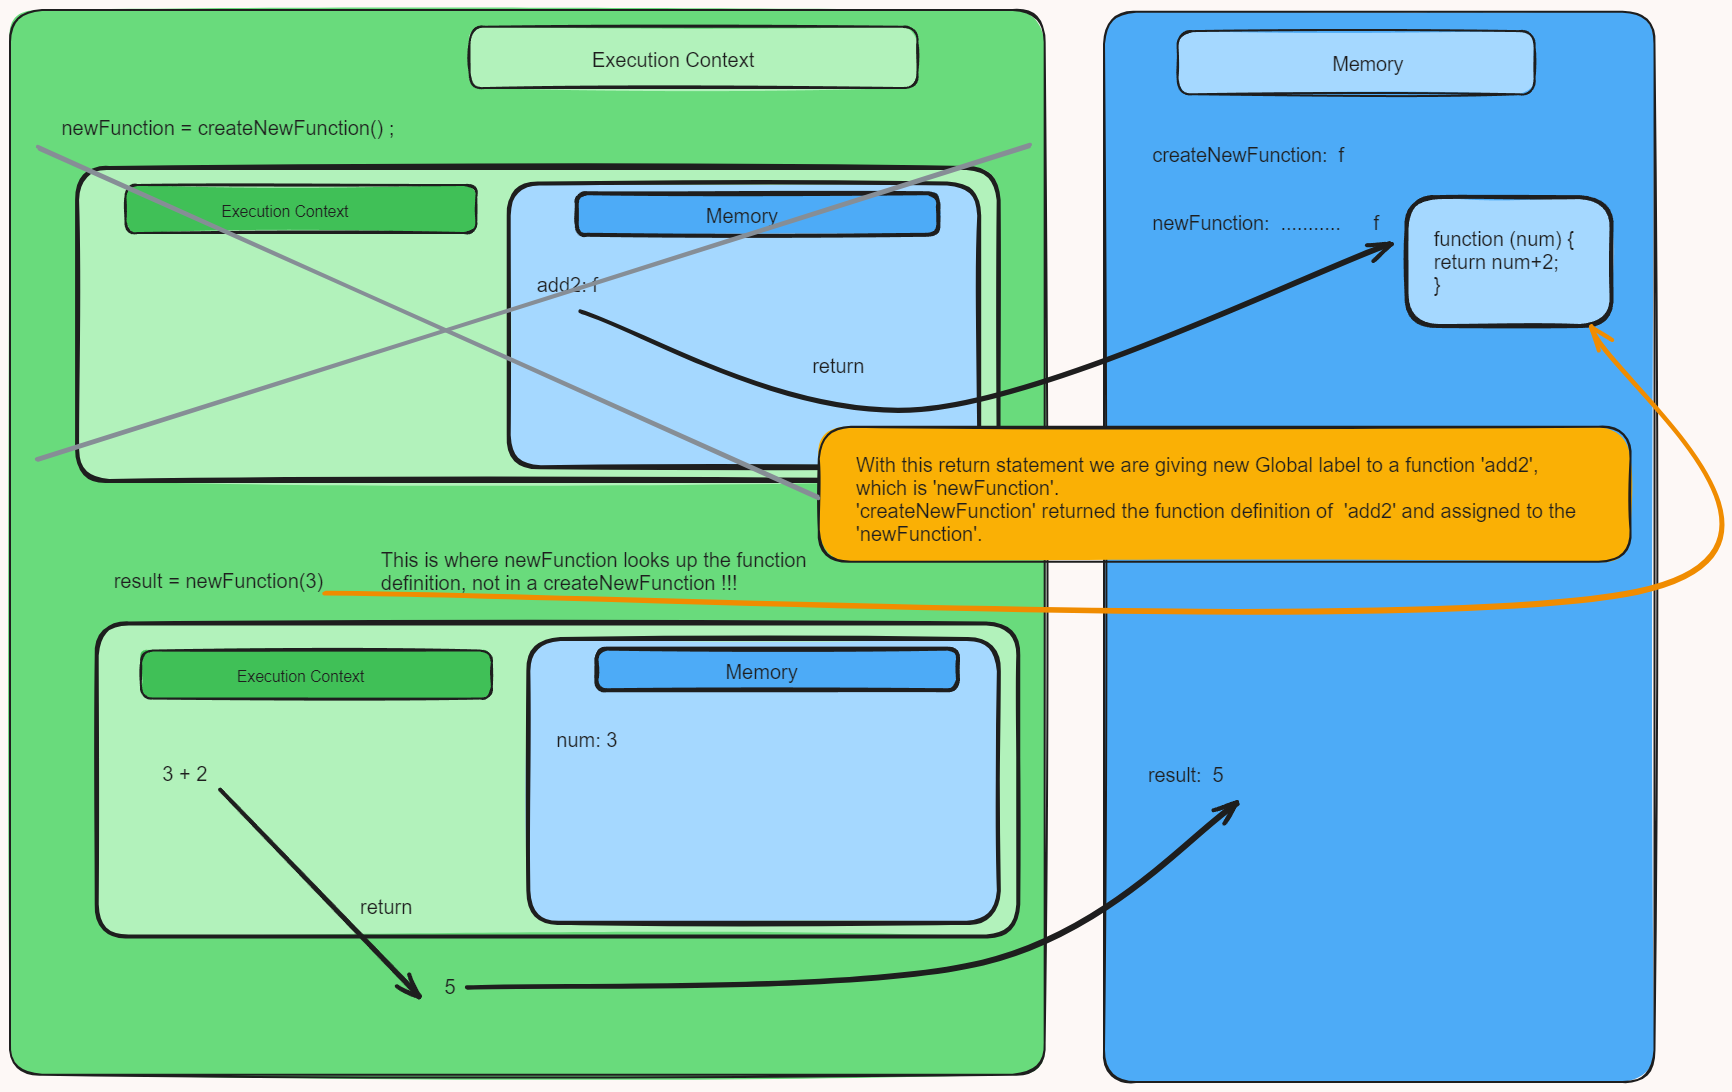 Execution Context
newFunction = createNewFunction() ;
Execution Context
Memory
add2: f
return
With this return statement we are giving new Global label to a function 'add2',
which is 'newFunction'.
'createNewFunction' returned the function definition of  'add2' and assigned to the
'newFunction'.
This is where newFunction looks up the function
definition, not in a createNewFunction !!!
result = newFunction(3)
Execution Context
Memory
num: 3
3 + 2
return
5
Memory
createNewFunction:  f
newFunction:  ...........      f
function (num) {
return num+2;
}
result:  5